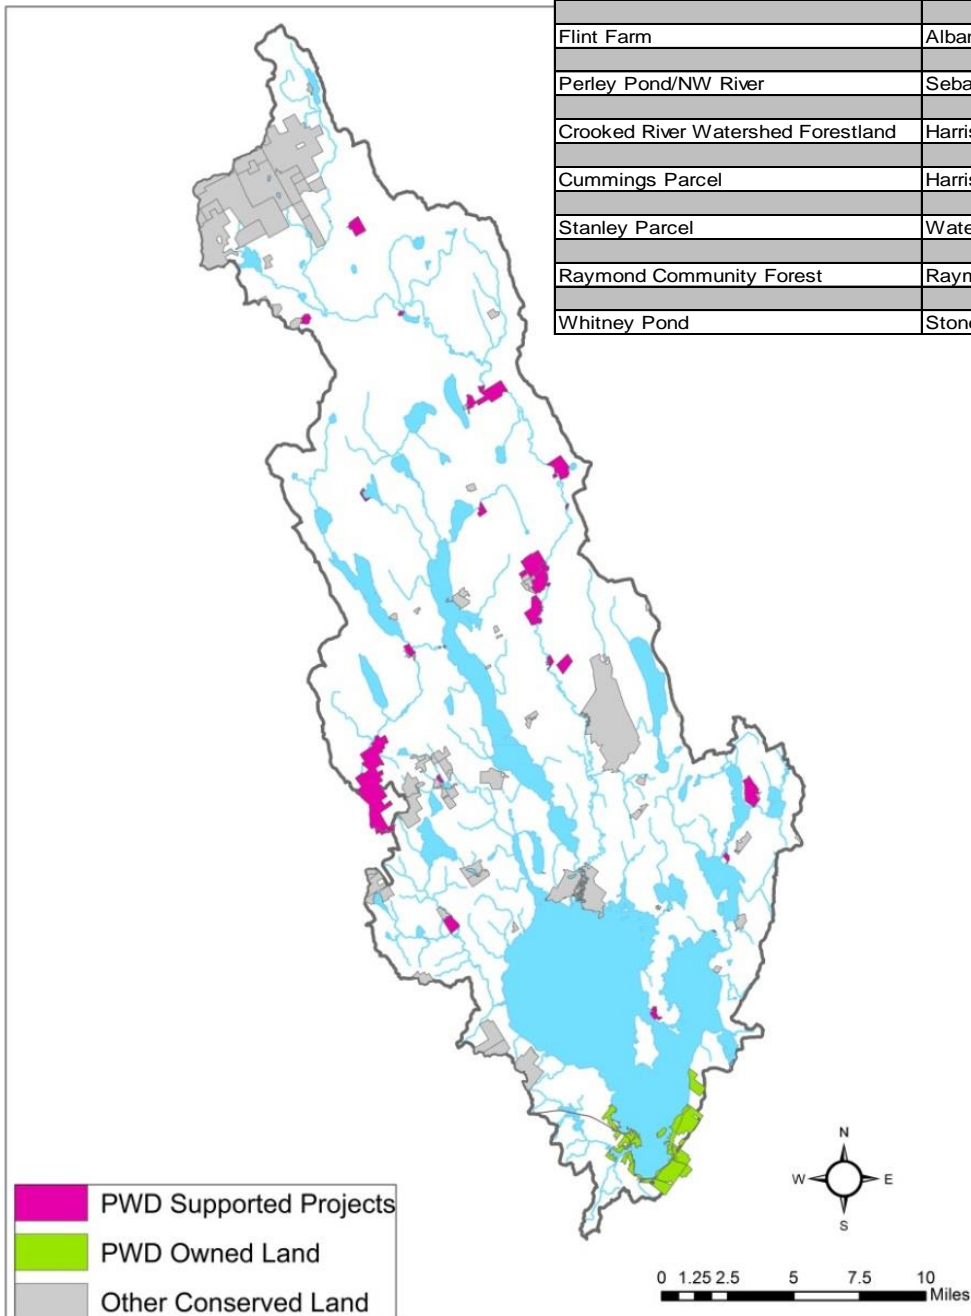 Flint Farm
Perley Pond/NW River
Crooked River Watershed Forestland
Cummings Parcel
Stanley Parcel
Raymond Community Forest
Whitney Pond
N
W E
S
PWD Supported Projects
PWD Owned Land
Other Conserved Land
0 1.25 2.5 5 7.5 10
Miles